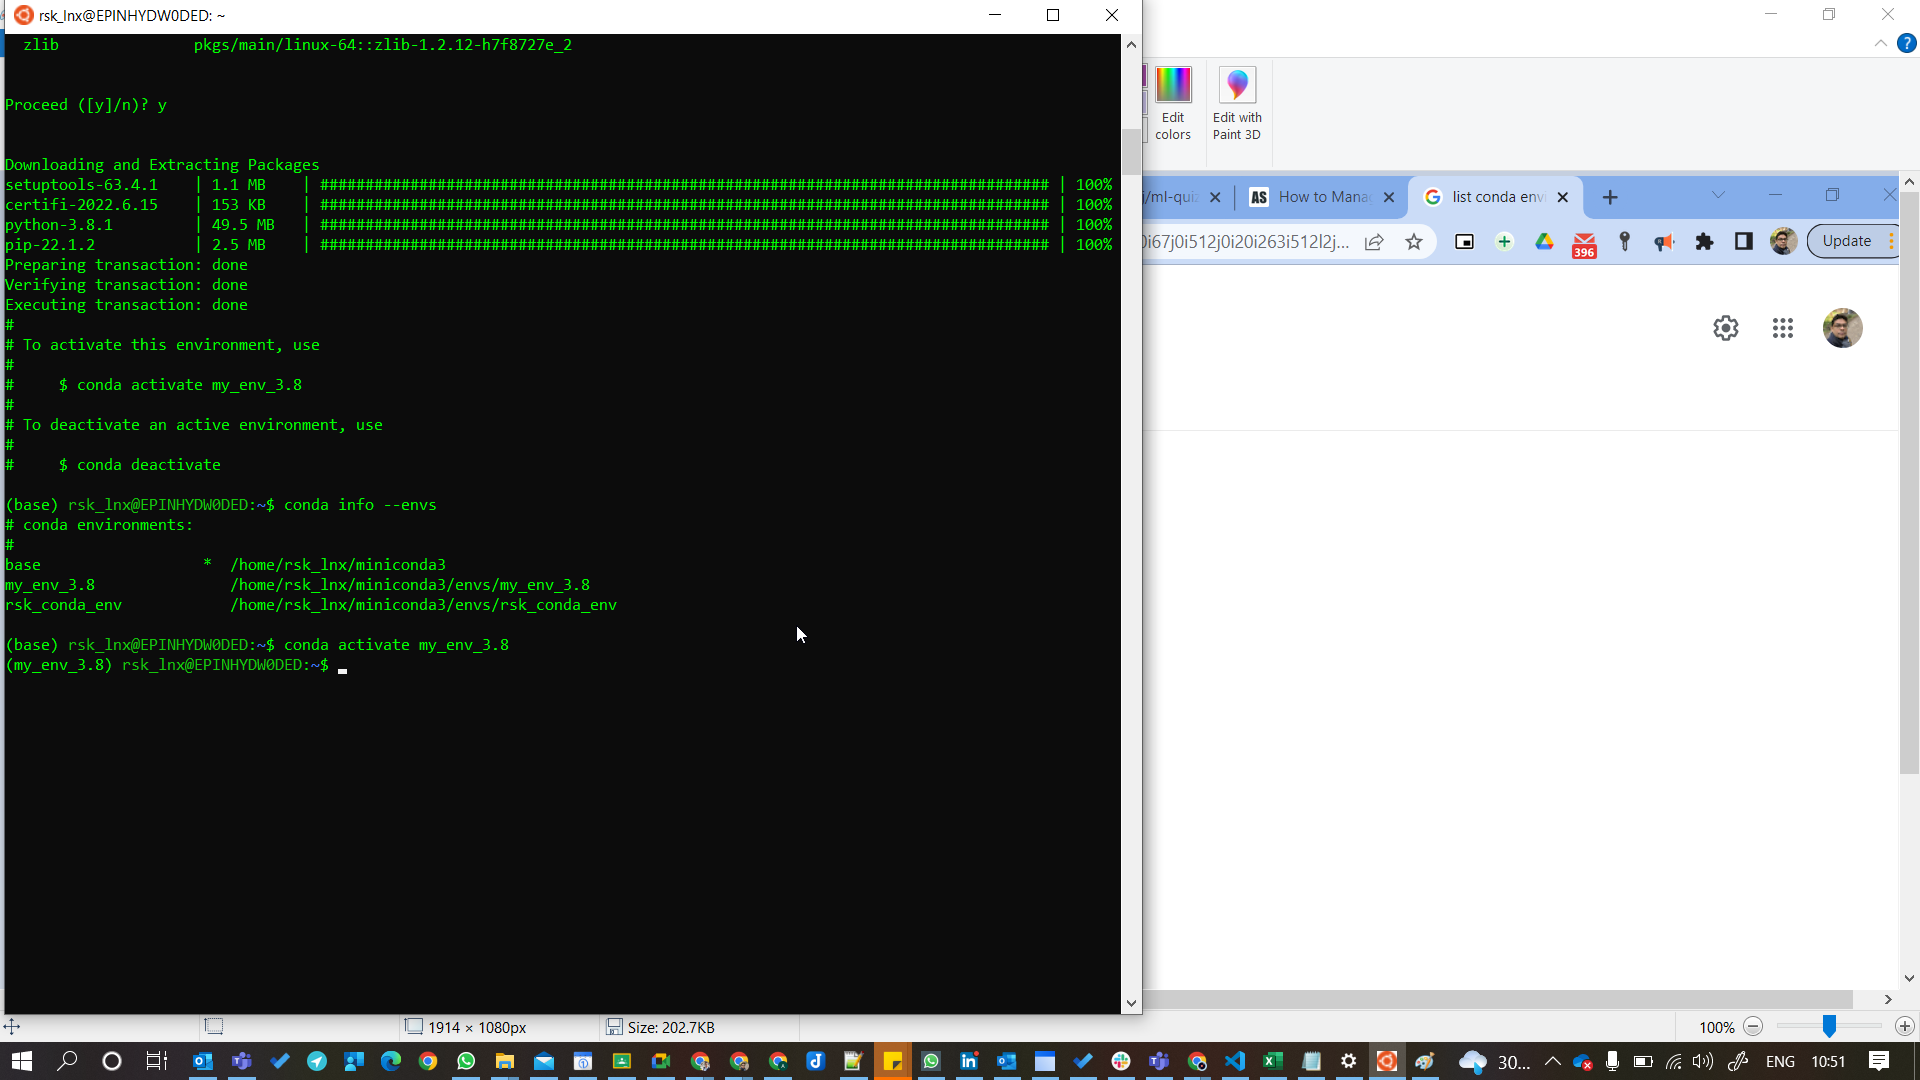 rsk_lnx@EPINHYDW0DED: ~
zlib pkgs/main/linux-64::zlib-1.2.12-h7f8727e_2
Proceed ([y]/n)? y
Downloading and Extracting Packages
setuptools-63.4.1 | 1.1 MB | ################################################################################# | 100%
certifi-2022.6.15 | 153 KB | ################################################################################# | 100%
python-3.8.1 | 49.5 MB | ################################################################################# | 100%
pip-22.1.2 | 2.5 MB | ################################################################################# | 100%
Preparing transaction: done
Verifying transaction: done
Executing transaction: done
#
# To activate this environment, use
#
# $ conda activate my_env_3.8
#
# To deactivate an active environment, use
#
# $ conda deactivate
(base) rsk_lnx@EPINHYDW0DED:~$ conda info --envs
# conda environments:
#
base * /home/rsk_lnx/miniconda3
my_env_3.8 /home/rsk_lnx/miniconda3/envs/my_env_3.8
rsk_conda_env /home/rsk_lnx/miniconda3/envs/rsk_conda_env
(base) rsk_lnx@EPINHYDW0DED:~$ conda activate my_env_3.8
(my_env_3.8) rsk_lnx@EPINHYDW0DED:~$
Edit colors
Edit with Paint 3D
j/ml-quiz
AS How to Mana
list conda envi
0i67j0i512j0i20i263i512l2j...
396
Update
1914 × 1080px
Size: 202.7KB
100%
30...
ENG
10:51